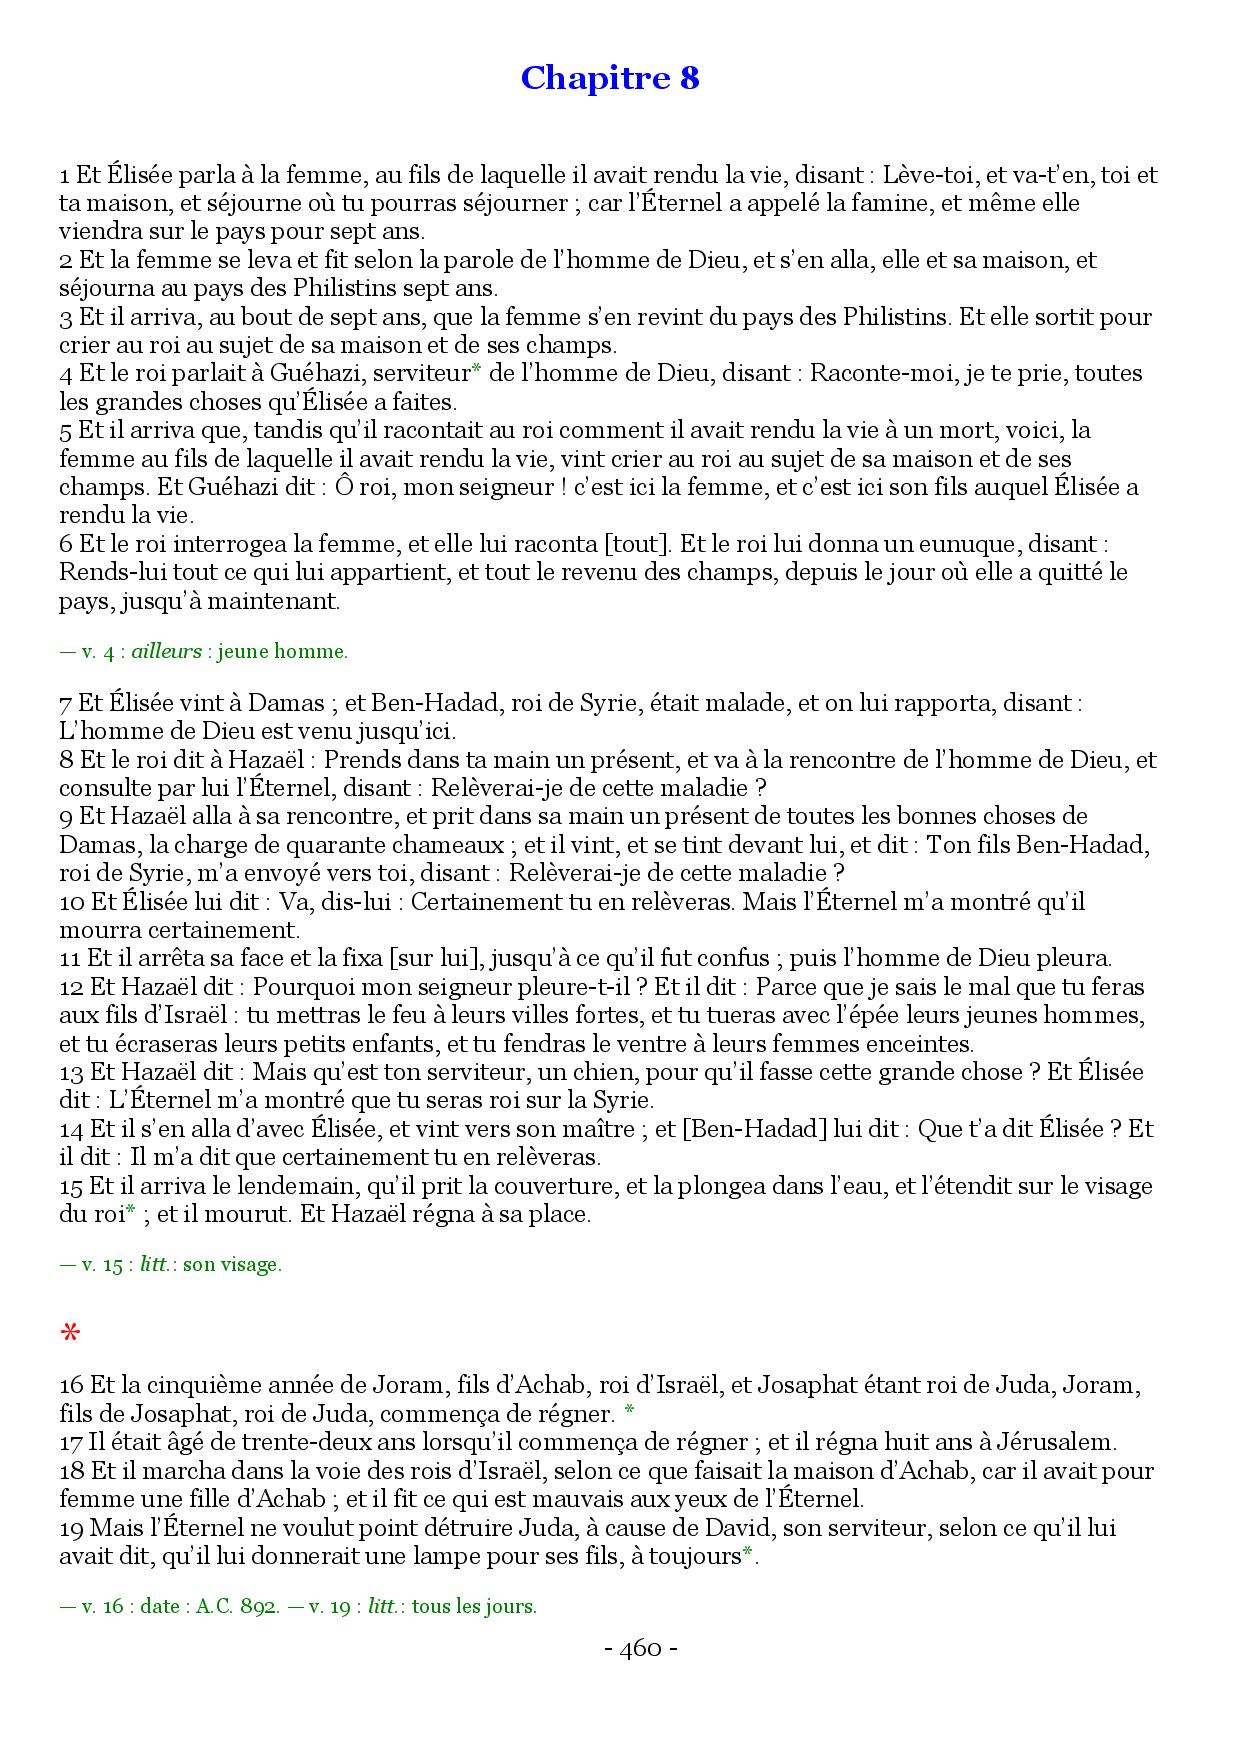 Chapitre 8
1 Et Élisée parla à la femme, au fils de laquelle il avait rendu la vie, disant : Lève-toi, et va-t’en, toi et
ta maison, et séjourne où tu pourras séjourner ; car l’Éternel a appelé la famine, et même elle
viendra sur le pays pour sept ans.
2 Et la femme se leva et fit selon la parole de l’homme de Dieu, et s’en alla, elle et sa maison, et
séjourna au pays des Philistins sept ans.
3 Et il arriva, au bout de sept ans, que la femme s’en revint du pays des Philistins. Et elle sortit pour
crier au roi au sujet de sa maison et de ses champs.
4 Et le roi parlait à Guéhazi, serviteur* de l’homme de Dieu, disant : Raconte-moi, je te prie, toutes
les grandes choses qu’Élisée a faites.
5 Et il arriva que, tandis qu’il racontait au roi comment il avait rendu la vie à un mort, voici, la
femme au fils de laquelle il avait rendu la vie, vint crier au roi au sujet de sa maison et de ses
champs. Et Guéhazi dit : Ô roi, mon seigneur ! c’est ici la femme, et c’est ici son fils auquel Élisée a
rendu la vie.
6 Et le roi interrogea la femme, et elle lui raconta [tout]. Et le roi lui donna un eunuque, disant :
Rends-lui tout ce qui lui appartient, et tout le revenu des champs, depuis le jour où elle a quitté le
pays, jusqu’à maintenant.
— v. 4 : ailleurs : jeune homme.
7 Et Élisée vint à Damas ; et Ben-Hadad, roi de Syrie, était malade, et on lui rapporta, disant :
L’homme de Dieu est venu jusqu’ici.
8 Et le roi dit à Hazaël : Prends dans ta main un présent, et va à la rencontre de l’homme de Dieu, et
consulte par lui l’Éternel, disant : Relèverai-je de cette maladie ?
9 Et Hazaël alla à sa rencontre, et prit dans sa main un présent de toutes les bonnes choses de
Damas, la charge de quarante chameaux ; et il vint, et se tint devant lui, et dit : Ton fils Ben-Hadad,
roi de Syrie, m’a envoyé vers toi, disant : Relèverai-je de cette maladie ?
10 Et Élisée lui dit : Va, dis-lui : Certainement tu en relèveras. Mais l’Éternel m’a montré qu’il
mourra certainement.
11 Et il arrêta sa face et la fixa [sur lui], jusqu’à ce qu’il fut confus ; puis l’homme de Dieu pleura.
12 Et Hazaël dit : Pourquoi mon seigneur pleure-t-il ? Et il dit : Parce que je sais le mal que tu feras
aux fils d’Israël : tu mettras le feu à leurs villes fortes, et tu tueras avec l’épée leurs jeunes hommes,
et tu écraseras leurs petits enfants, et tu fendras le ventre à leurs femmes enceintes.
13 Et Hazaël dit : Mais qu’est ton serviteur, un chien, pour qu’il fasse cette grande chose ? Et Élisée
dit : L’Éternel m’a montré que tu seras roi sur la Syrie.
14 Et il s’en alla d’avec Élisée, et vint vers son maître ; et [Ben-Hadad] lui dit : Que t’a dit Élisée ? Et
il dit : Il m’a dit que certainement tu en relèveras.
15 Et il arriva le lendemain, qu’il prit la couverture, et la plongea dans l’eau, et l’étendit sur le visage
du roi* ; et il mourut. Et Hazaël régna à sa place.
— v. 15 : litt.: son visage.
*
16 Et la cinquième année de Joram, fils d’Achab, roi d’Israël, et Josaphat étant roi de Juda, Joram,
fils de Josaphat, roi de Juda, commença de régner. *
17 Il était âgé de trente-deux ans lorsqu’il commença de régner ; et il régna huit ans à Jérusalem.
18 Et il marcha dans la voie des rois d’Israël, selon ce que faisait la maison d’Achab, car il avait pour
femme une fille d’Achab ; et il fit ce qui est mauvais aux yeux de l’Éternel.
19 Mais l’Éternel ne voulut point détruire Juda, à cause de David, son serviteur, selon ce qu’il lui
avait dit, qu’il lui donnerait une lampe pour ses fils, à toujours*.
— v. 16 : date : A.C. 892. — v. 19 : litt.: tous les jours.
- 460 -